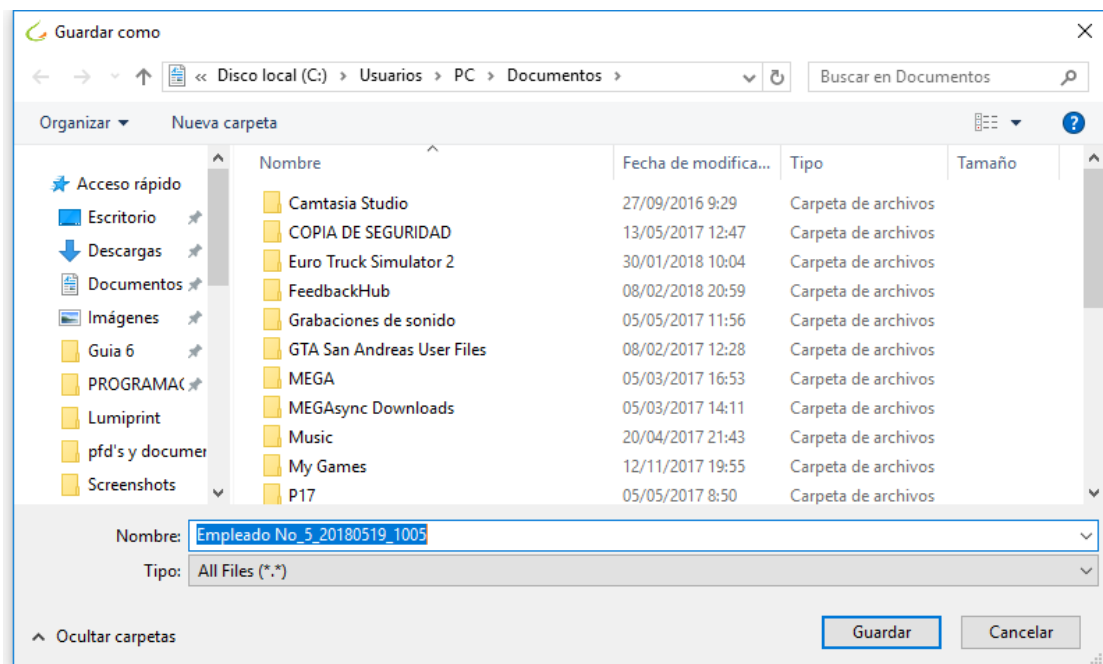 Guardar como
« Disco local (C:) › Usuarios › PC › Documentos ›
Buscar en Documentos
Organizar
Nueva carpeta
Nombre Fecha de modifica... Tipo Tamaño
Acceso rápido
Escritorio
Descargas
Documentos
Imágenes
Guia 6
PROGRAMAC
Lumiprint
pfd's y documer
Screenshots
Camtasia Studio 27/09/2016 9:29 Carpeta de archivos
COPIA DE SEGURIDAD 13/05/2017 12:47 Carpeta de archivos
Euro Truck Simulator 2 30/01/2018 10:04 Carpeta de archivos
FeedbackHub 08/02/2018 20:59 Carpeta de archivos
Grabaciones de sonido 05/05/2017 11:56 Carpeta de archivos
GTA San Andreas User Files 08/02/2017 12:28 Carpeta de archivos
MEGA 05/03/2017 16:53 Carpeta de archivos
MEGAsync Downloads 05/03/2017 14:11 Carpeta de archivos
Music 20/04/2017 21:43 Carpeta de archivos
My Games 12/11/2017 19:55 Carpeta de archivos
P17 05/05/2017 8:50 Carpeta de archivos
Nombre: Empleado No_5_20180519_1005
Tipo: All Files (*.*)
Ocultar carpetas
Guardar
Cancelar